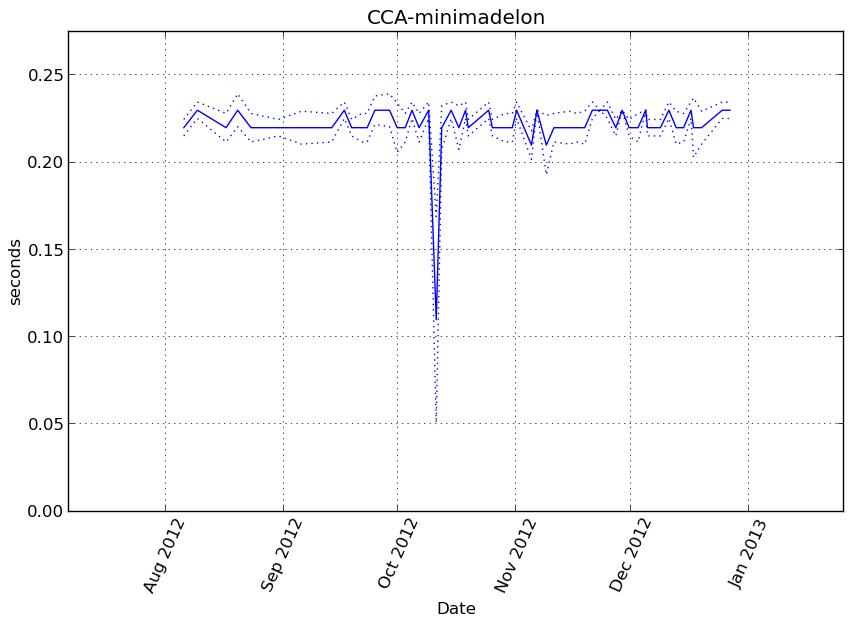 CCA-minimadelon
0.25
0.20
0.15
0.10
0.05
0.00
seconds
Aug 2012
Sep 2012
Oct 2012
Nov 2012
Dec 2012
Jan 2013
Date